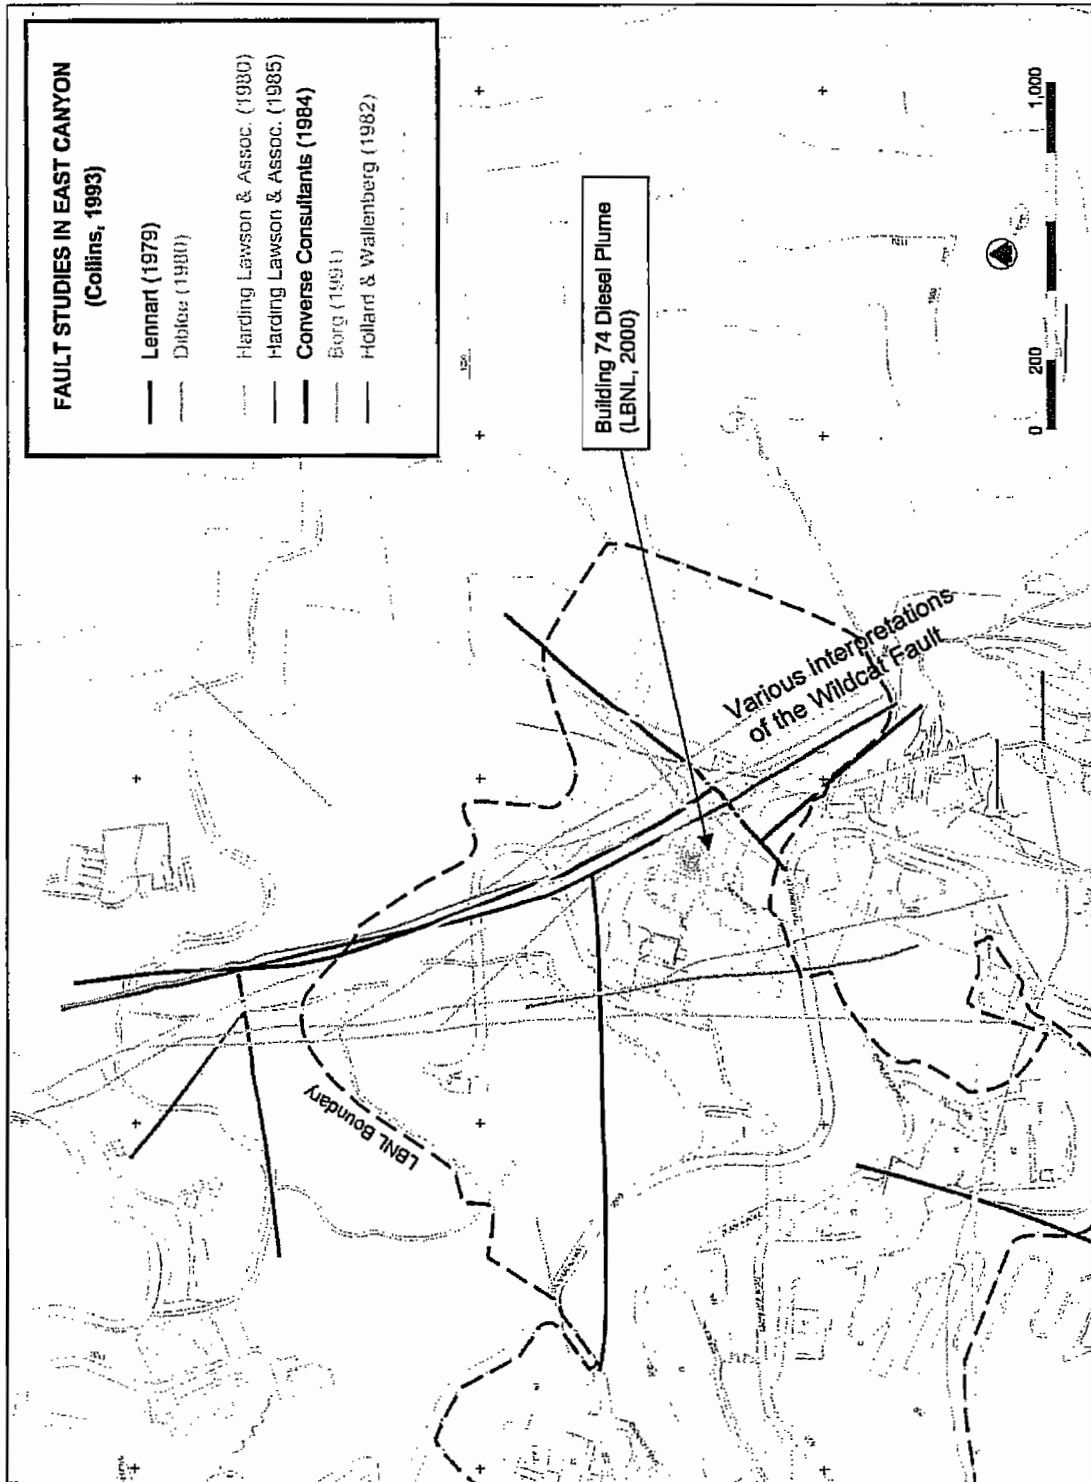 FAULT STUDIES IN EAST CANYON
(Collins, 1993)
Lennart (1979)
Diblee (1980)
Harding Lawson & Assoc. (1980)
Harding Lawson & Assoc. (1985)
Converse Consultants (1984)
Borg (1991)
Hollard & Wallenberg (1982)
Building 74 Diesel Plume
(LBNL, 2000)
Various interpretations
of the Wildcat Fault
LBNL Boundary
0
200
1,000